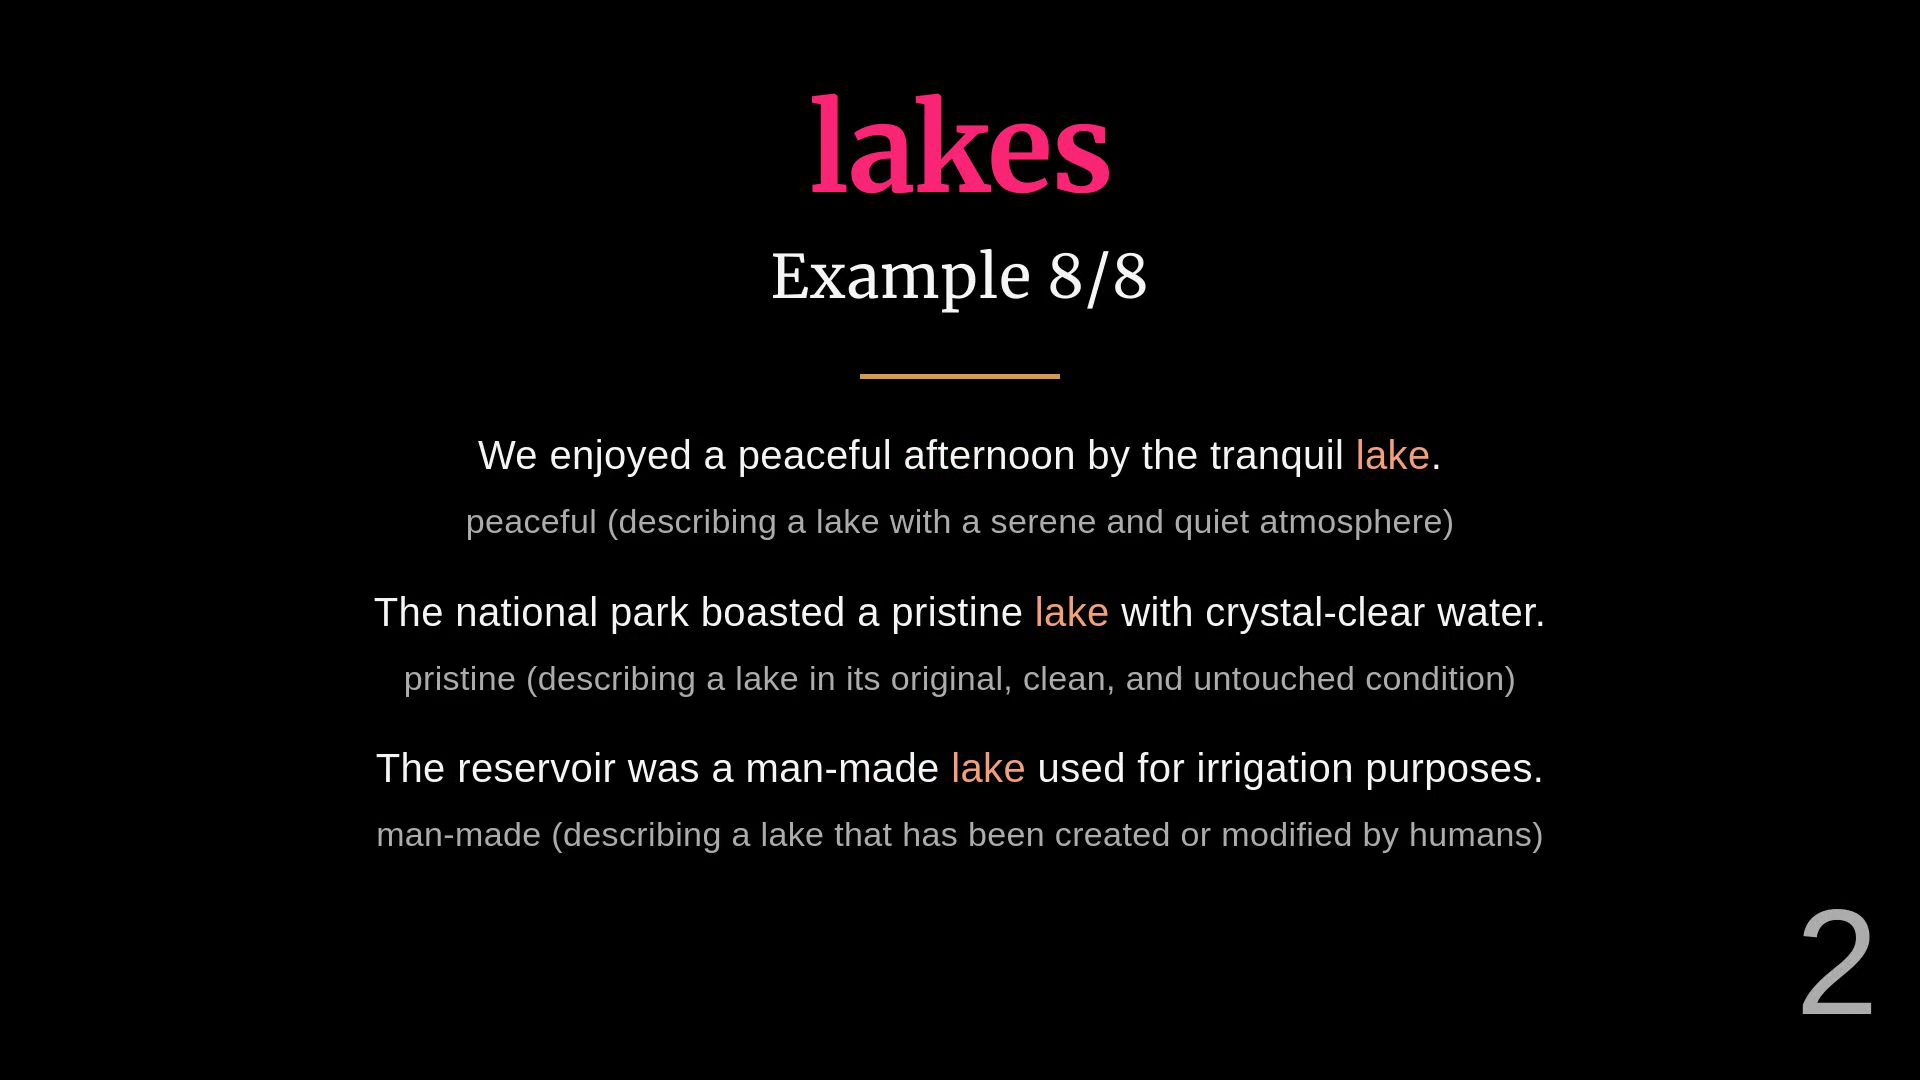 lakes
Example 8/8
We enjoyed a peaceful afternoon by the tranquil lake.
peaceful (describing a lake with a serene and quiet atmosphere)
The national park boasted a pristine lake with crystal-clear water.
pristine (describing a lake in its original, clean, and untouched condition)
The reservoir was a man-made lake used for irrigation purposes.
man-made (describing a lake that has been created or modified by humans)
2